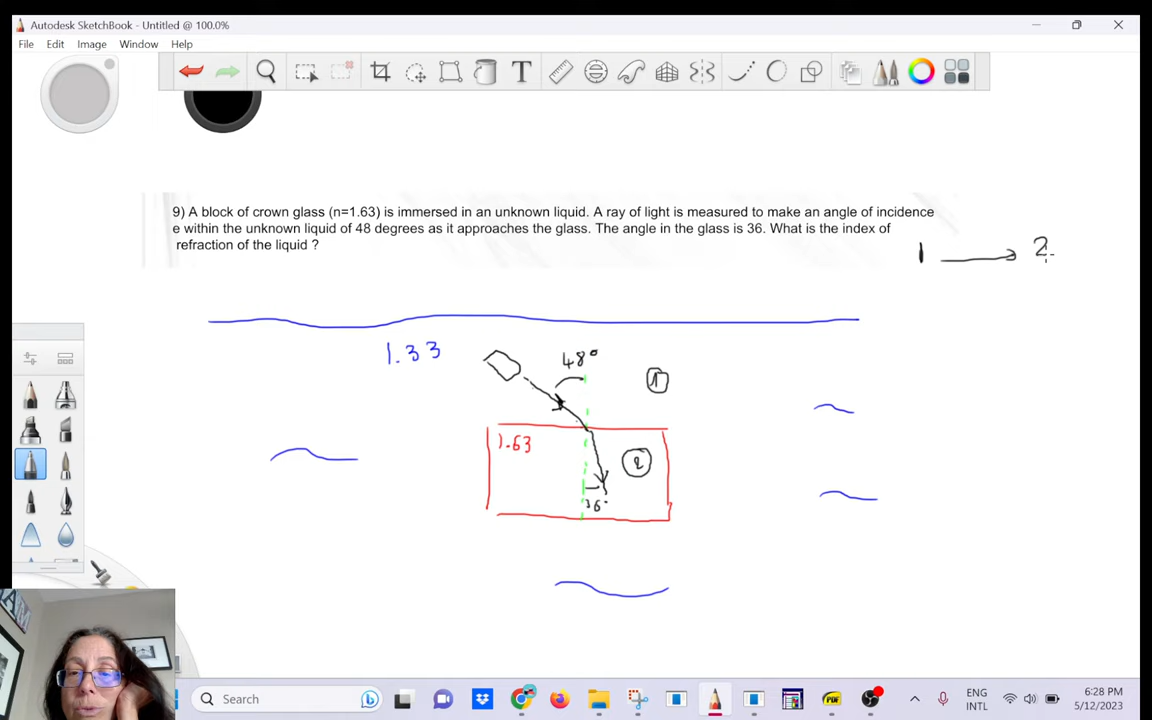 Autodesk SketchBook - Untitled @ 100.0%
File Edit Image Window Help
T
9) A block of crown glass (n=1.63) is immersed in an unknown liquid. A ray of light is measured to make an angle of incidence
e within the unknown liquid of 48 degrees as it approaches the glass. The angle in the glass is 36. What is the index of
refraction of the liquid ?
1 → 2
1.33
48°
1
1.63
2
36°
AM
Search
ENG
INTL
6:28 PM
5/12/2023